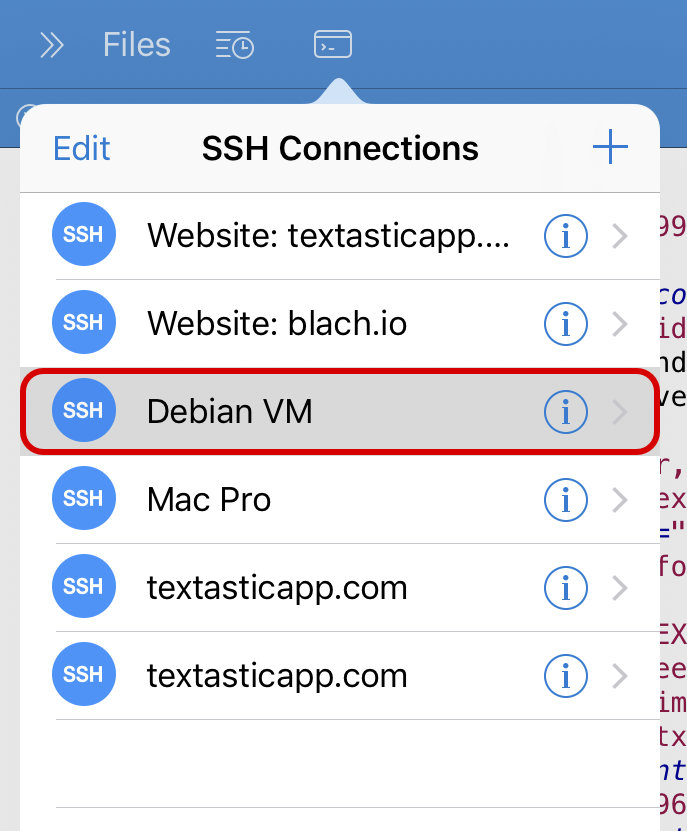 Files
Edit
SSH Connections
SSH
Website: textasticapp....
99
SSH
Website: blach.io
co
id
nd
SSH
Debian VM
ve
r,
SSH
Mac Pro
ex
="
SSH
textasticapp.com
fo
EX
SSH
textasticapp.com
ee
im
tx
nt
96